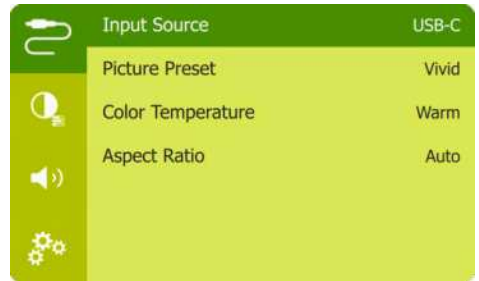 Input Source USB-C
Picture Preset Vivid
Color Temperature Warm
Aspect Ratio Auto